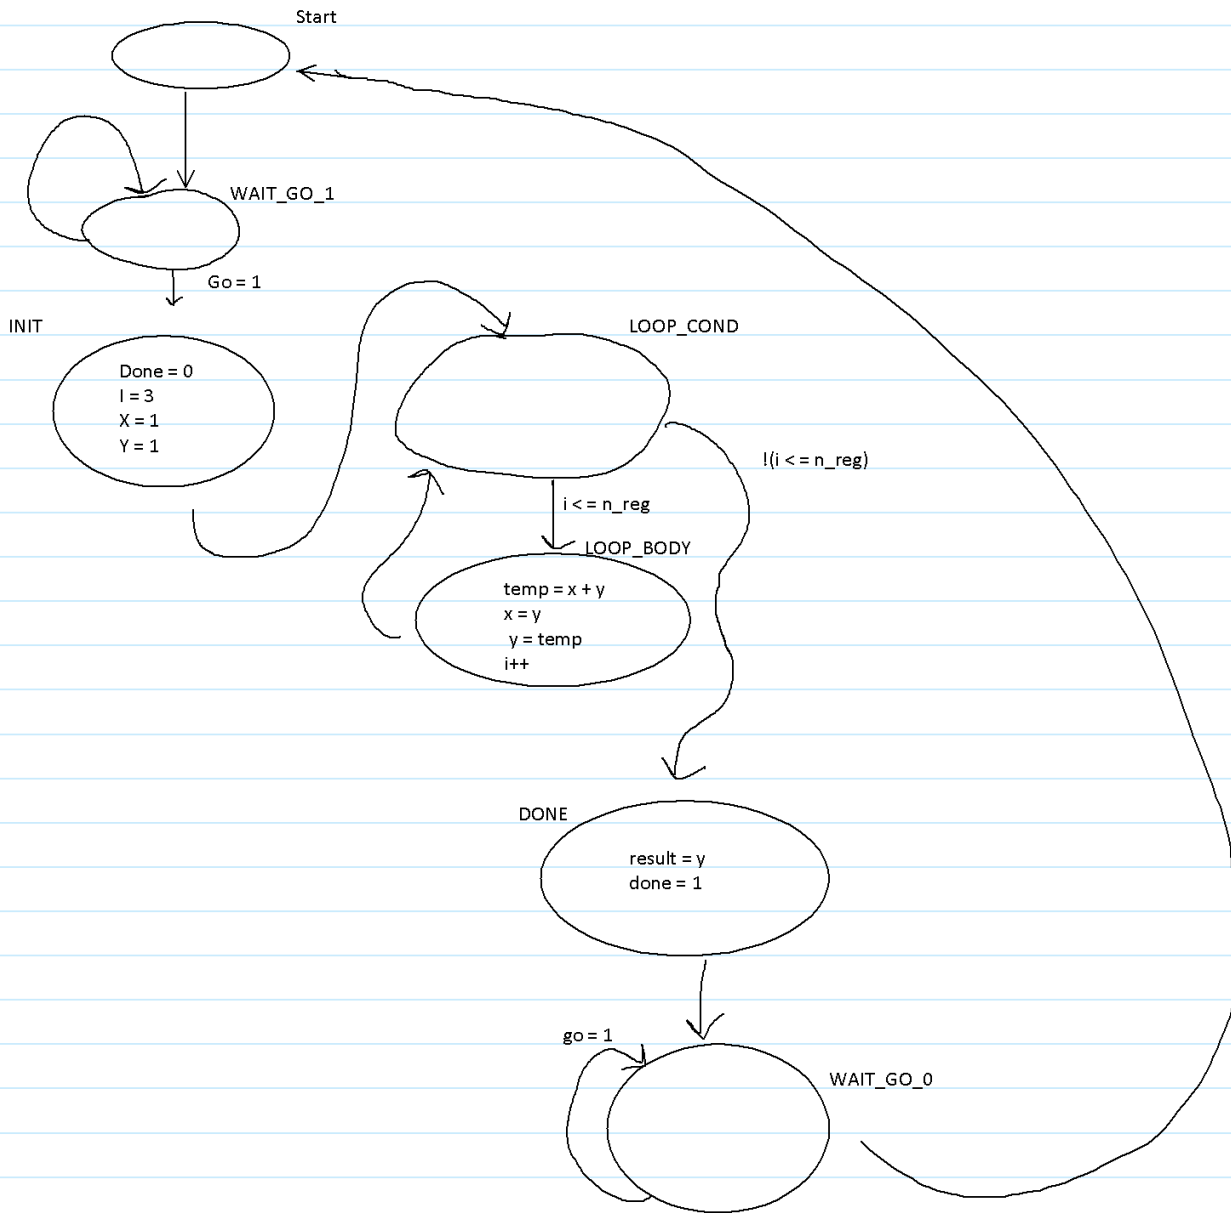 Start
WAIT_GO_1
Go = 1
INIT
LOOP_COND
Done = 0
I = 3
X = 1
Y = 1
!(i < = n_reg)
i < = n_reg
LOOP_BODY
temp = x + y
x = y
y = temp
i++
DONE
result = y
done = 1
go = 1
WAIT_GO_0